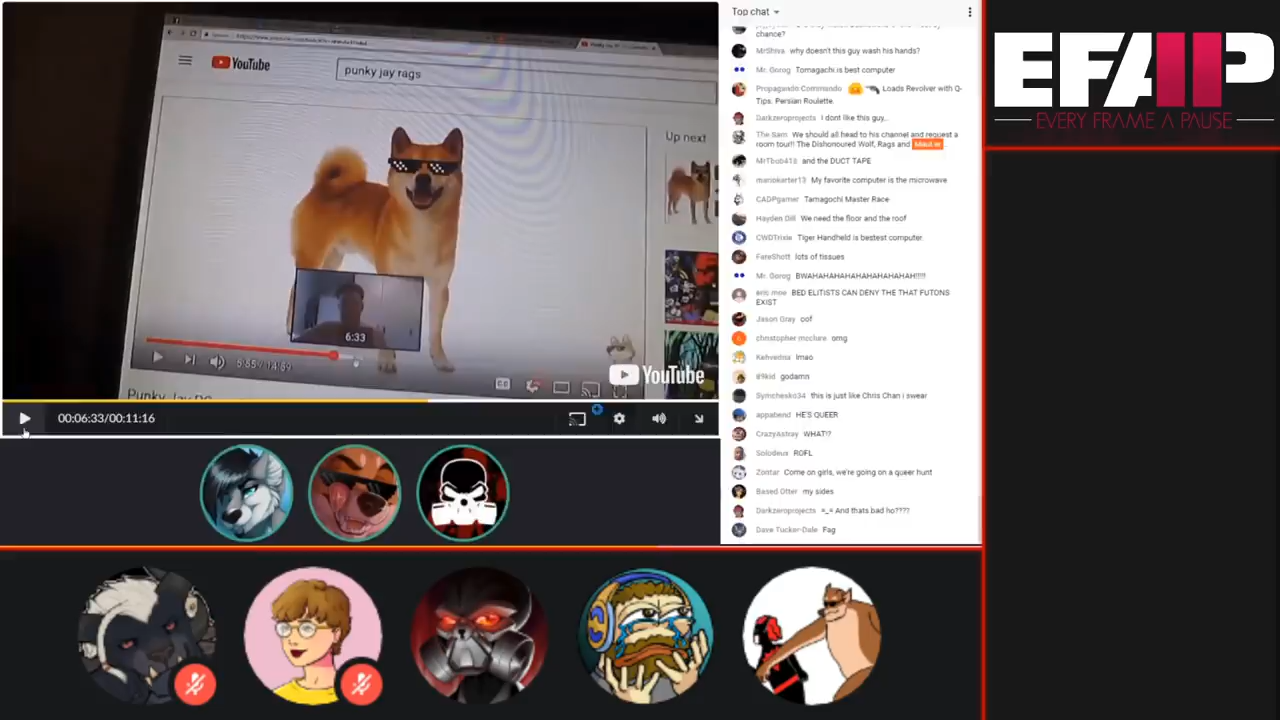 YouTube
punky jay rags
Up next
6:33
5:55 / 14:59
CC
YouTube
Punky Jay
00:06:33/00:11:16
Top chat
chance?
MrShiva why doesn't this guy wash his hands?
Mr. Gorog Tomagachi is best computer
Propagando Commando Loads Revolver with Q-
Tips. Persian Roulette.
Darkzeroprojects I dont like this guy..
The Sam We should all head to his channel and request a
room tour!! The Dishonoured Wolf, Rags and
MrTbob418 and the DUCT TAPE
mariokarter13 My favorite computer is the microwave
CADPgamer Tamagochi Master Race
Hayden Dill We need the floor and the roof
CWDTrixie Tiger Handheld is bestest computer.
FereShott lots of tissues
Mr. Gorog BWAHAHAHAHAHAHAHAHAH!!!!!
BED ELITISTS CAN DENY THE THAT FUTONS
EXIST
Jason Gray oof
christopher mcclure omg
Kehvedna lmao
godamn
Symchesko34 this is just like Chris Chan i swear
appabend HE'S QUEER
CrazyAstray WHAT!?
Solodeus ROFL
Zontar Come on girls, we're going on a queer hunt
Based Otter my sides
Darkzeroprojects =_= And thats bad ho????
Dave Tucker-Dale Fag
EFAP
EVERY FRAME A PAUSE